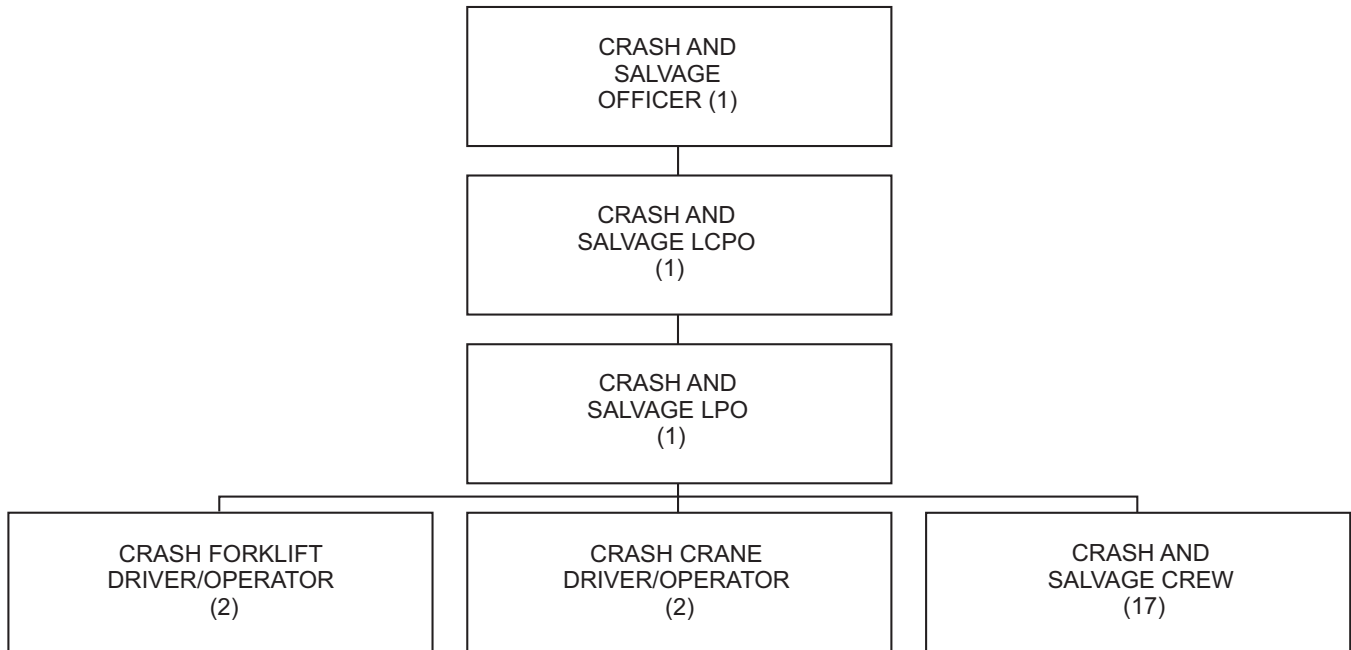 CRASH AND
SALVAGE
OFFICER (1)
CRASH AND
SALVAGE LCPO
(1)
CRASH AND
SALVAGE LPO
(1)
CRASH FORKLIFT
DRIVER/OPERATOR
(2)
CRASH CRANE
DRIVER/OPERATOR
(2)
CRASH AND
SALVAGE CREW
(17)